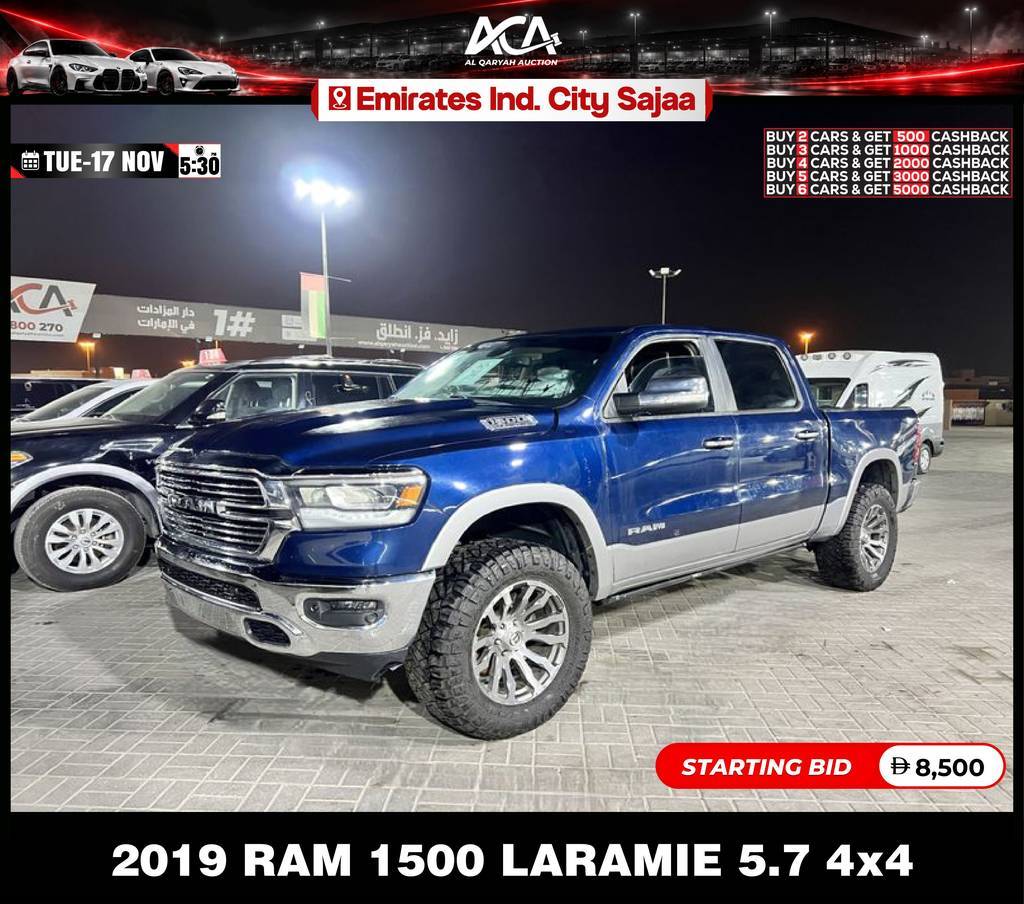 ACA
AL QARYAH AUCTION
Emirates Ind. City Sajaa
TUE-17 NOV
5:30
BUY 2 CARS & GET 500 CASHBACK
BUY 3 CARS & GET 1000 CASHBACK
BUY 4 CARS & GET 2000 CASHBACK
BUY 5 CARS & GET 3000 CASHBACK
BUY 6 CARS & GET 5000 CASHBACK
CA
800 270
دار المزادات
في الإمارات
#1
زايد. فز. انطلق
RAM
STARTING BID
8,500
2019 RAM 1500 LARAMIE 5.7 4x4